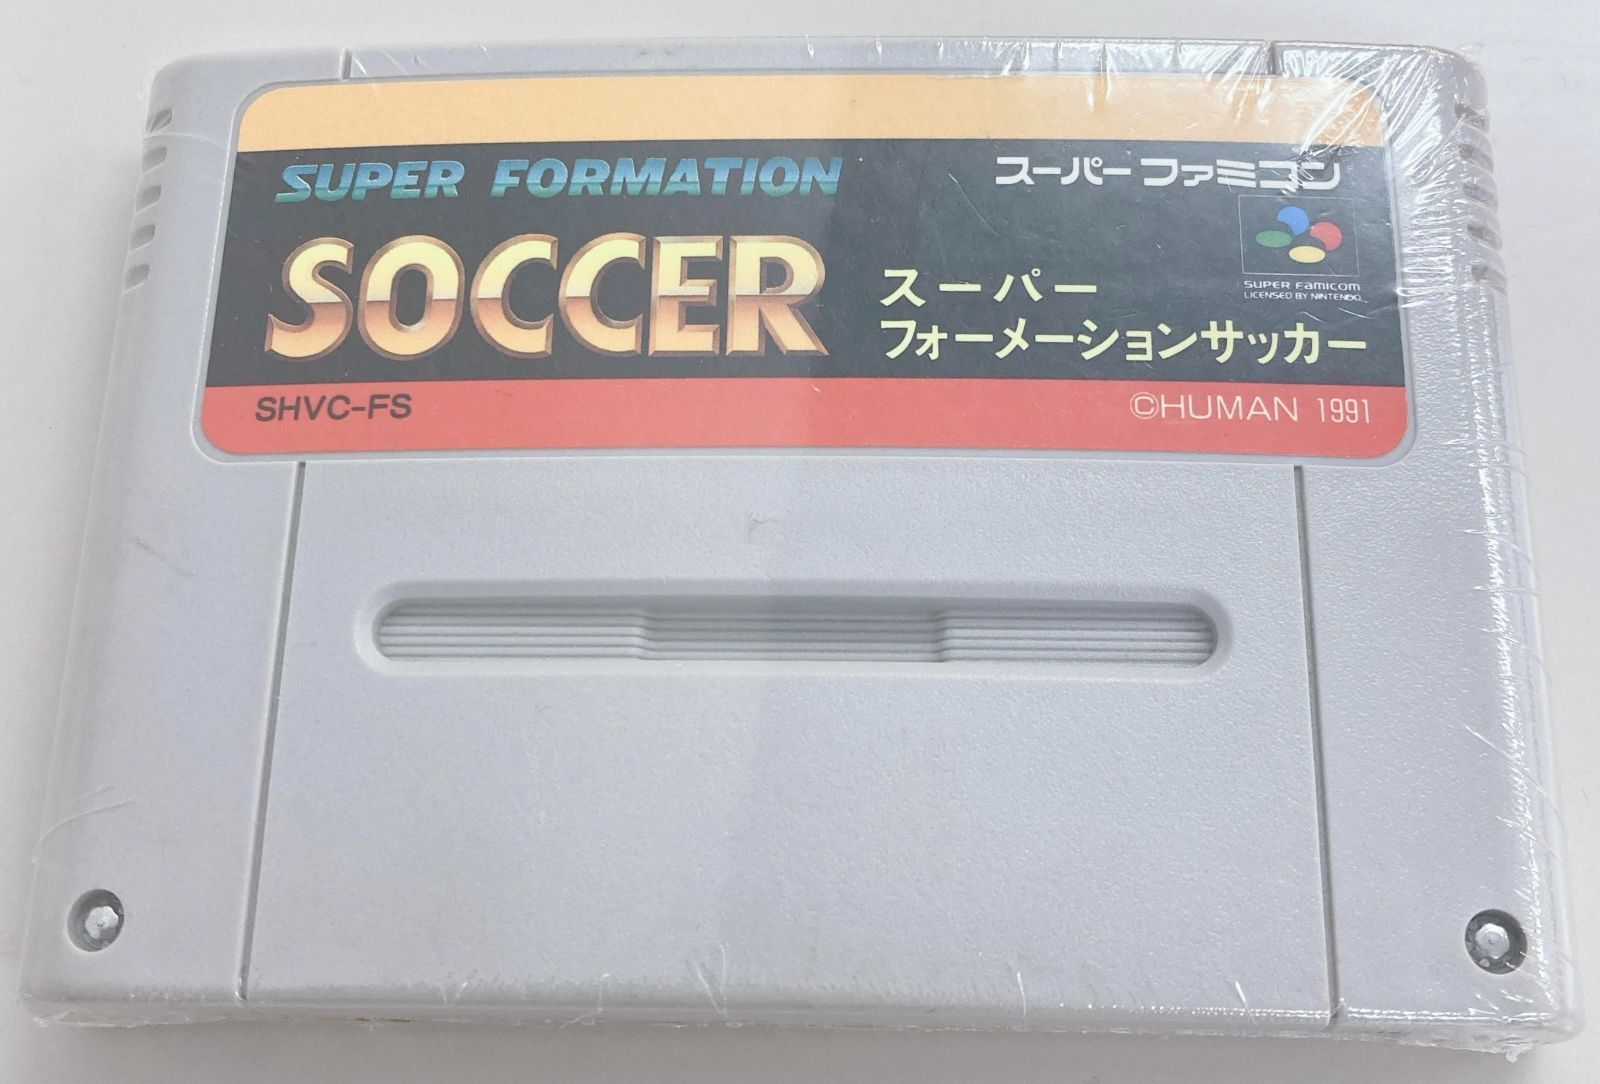 SUPER FORMATION
SOCCER
スーパーファミコン
SUPER FAMICOM
LICENSED BY NINTENDO
スーパー
フォーメーションサッカー
SHVC-FS
©HUMAN 1991